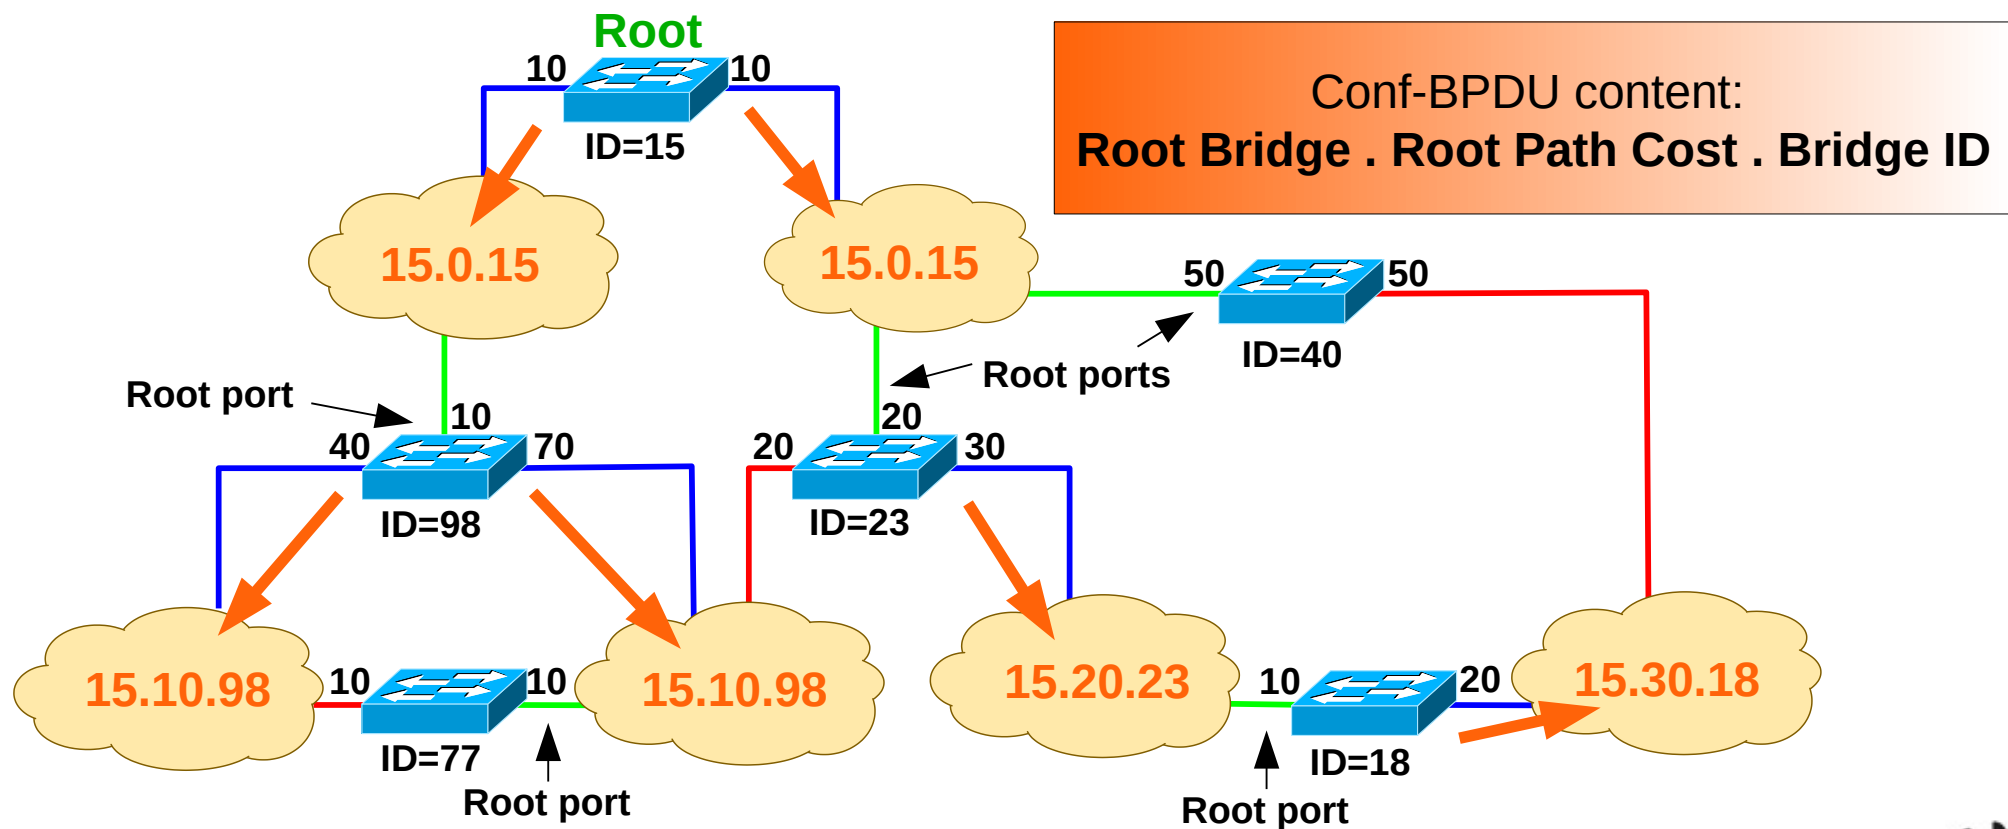 Root
10
10
ID=15
Conf-BPDU content:
Root Bridge . Root Path Cost . Bridge ID
15.0.15
15.0.15
50
50
ID=40
Root port
Root ports
10
40
70
ID=98
20
20
30
ID=23
15.10.98
10
10
ID=77
Root port
15.10.98
15.20.23
10
20
ID=18
Root port
15.30.18